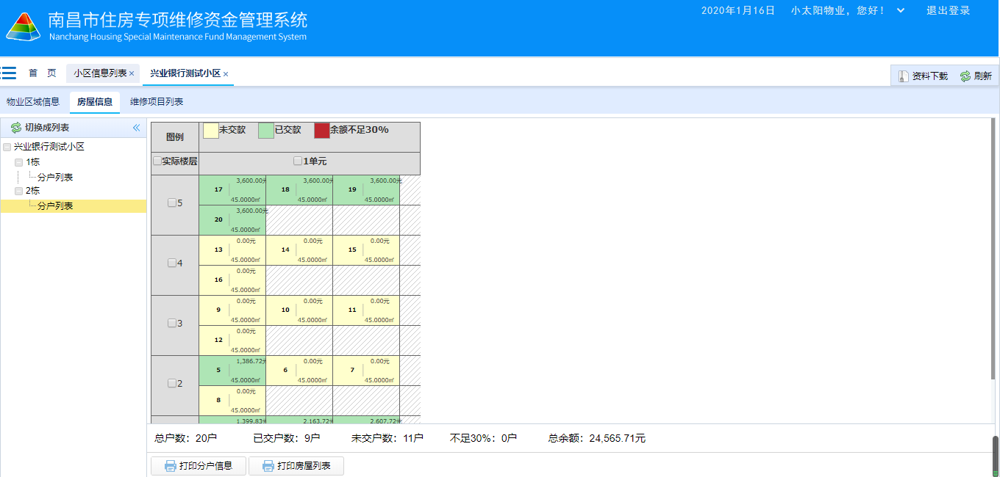 南昌市住房专项维修资金管理系统
Nanchang Housing Special Maintenance Fund Management System
2020年1月16日 小太阳物业，您好！ 退出登录
首 页 小区信息列表× 兴业银行测试小区× 资料下载 刷新
物业区域信息 房屋信息 维修项目列表
切换成列表 «
兴业银行测试小区
1栋
分户列表
2栋
分户列表
图例 未交款 已交款 余额不足30%
实际楼层 1单元
5
17 3,600.00元 45.0000㎡
18 3,600.00元 45.0000㎡
19 3,600.00元 45.0000㎡
20 3,600.00元 45.0000㎡
4
13 0.00元 45.0000㎡
14 0.00元 45.0000㎡
15 0.00元 45.0000㎡
16 0.00元 45.0000㎡
3
9 0.00元 45.0000㎡
10 0.00元 45.0000㎡
11 0.00元 45.0000㎡
12 0.00元 45.0000㎡
2
5 1,386.72元 45.0000㎡
6 0.00元 45.0000㎡
7 0.00元 45.0000㎡
8 0.00元 45.0000㎡
1,399.83元 2,163.72元 2,607.72元
总户数：20户 已交户数：9户 未交户数：11户 不足30%：0户 总余额：24,565.71元
打印分户信息 打印房屋列表